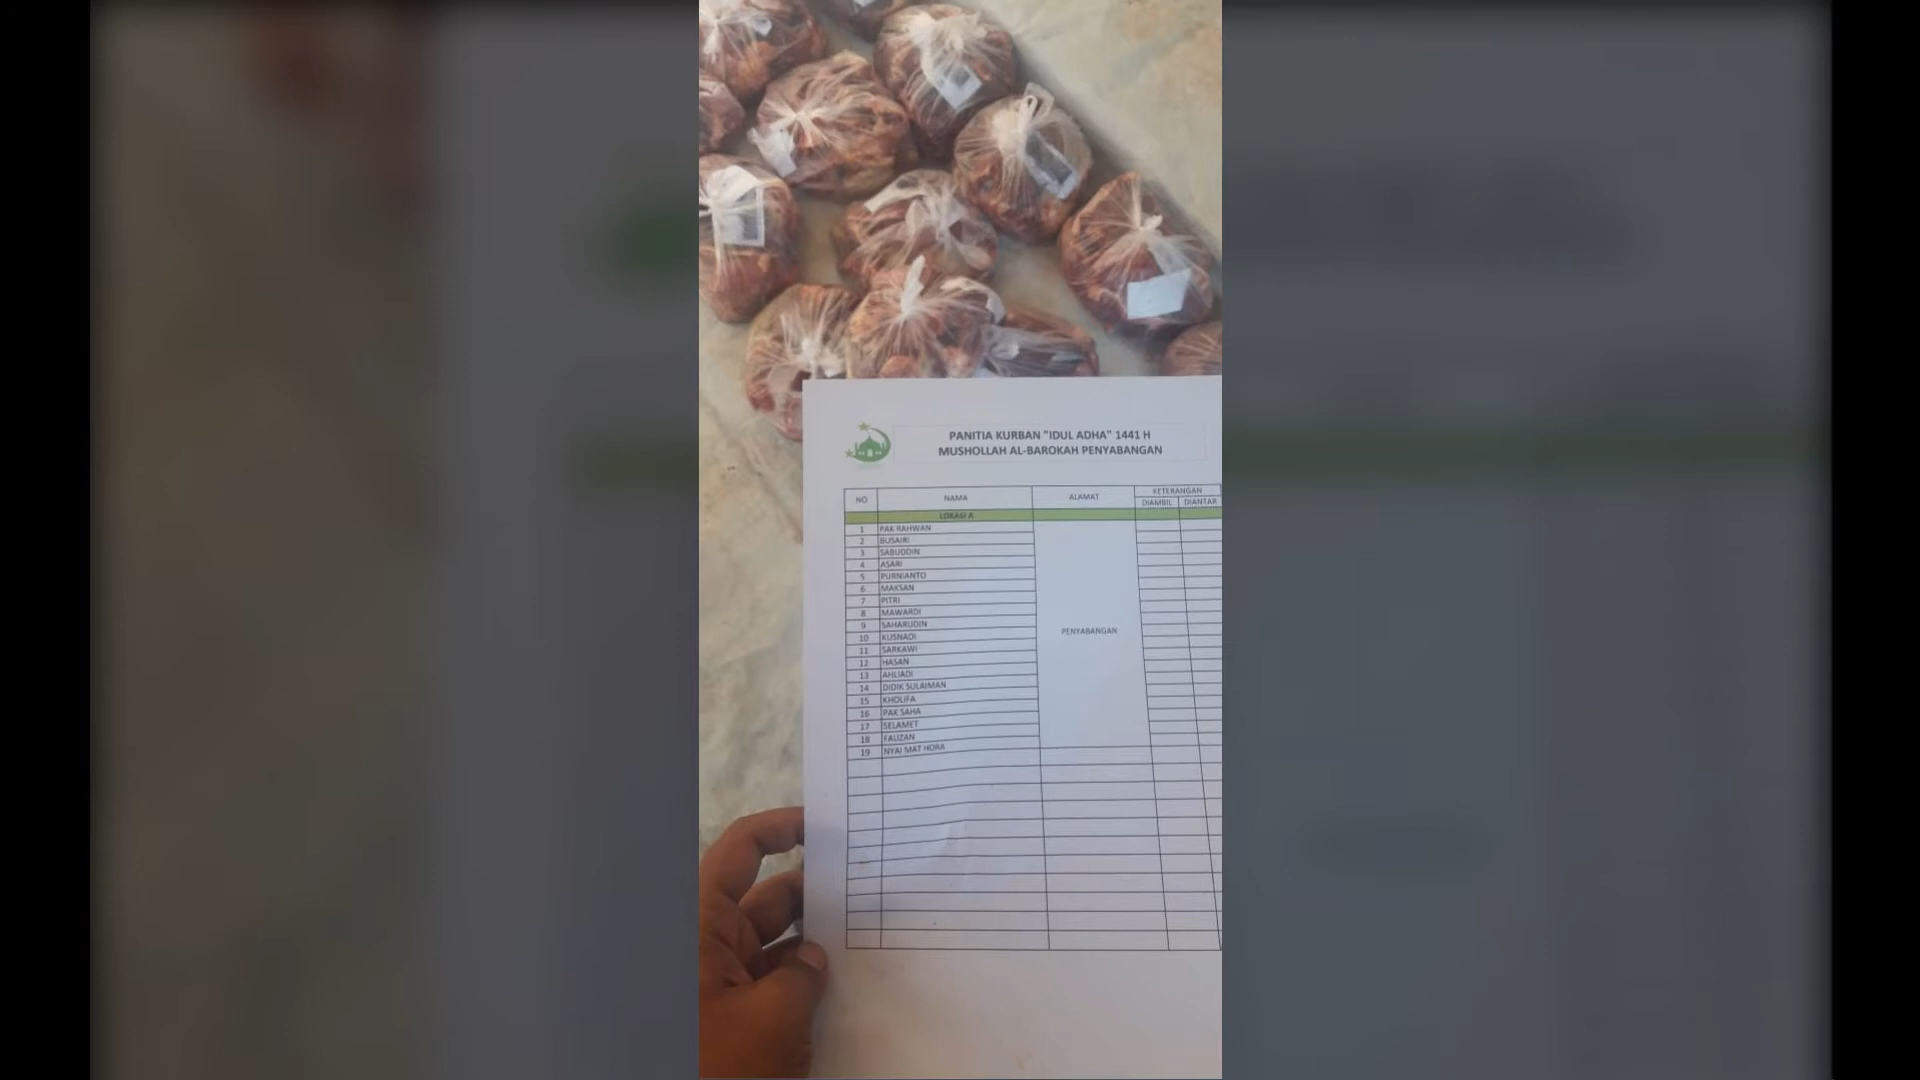 PANITIA KURBAN "IDUL ADHA" 1441 H
MUSHOLLAH AL-BAROKAH PENYABANGAN
NO NAMA ALAMAT KETERANGAN
DIAMBIL DIANTAR
LOKASI A
1 PAK RAHWAN
2 BUSAIRI
3 SABUDDIN
4 ASARI
5 PURNIANTO
6 MAKSAN
7 PITRI
8 MAWARDI
9 SAHARUDIN
PENYABANGAN
10 KUSNADI
11 SARKAWI
12 HASAN
13 AHLIADI
14 DIDIK SULAIMAN
15 KHOLIFA
16 PAK SAHA
17 SELAMET
18 FAUZAN
19 NYAI MAT HORA